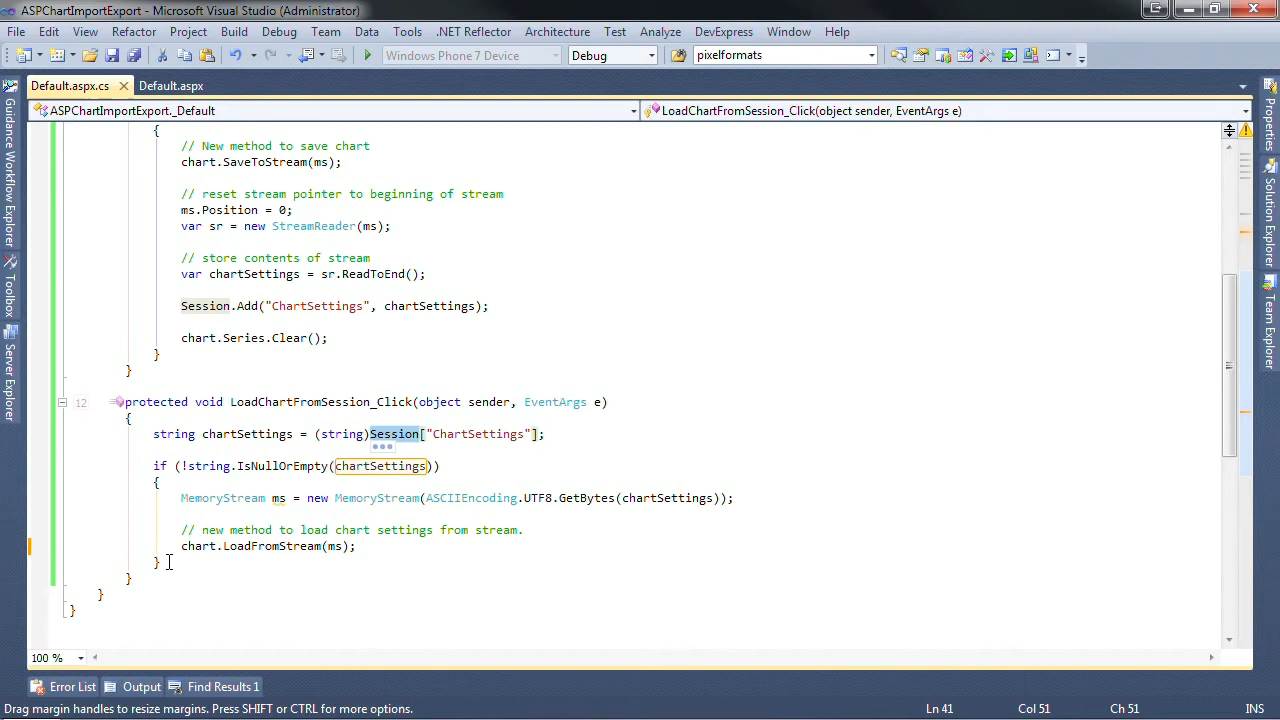 ASPChartImportExport - Microsoft Visual Studio (Administrator)
File Edit View Refactor Project Build Debug Team Data Tools .NET Reflector Architecture Test Analyze DevExpress Window Help
Windows Phone 7 Device Debug pixelformats
Default.aspx.cs Default.aspx
ASPChartImportExport._Default LoadChartFromSession_Click(object sender, EventArgs e)
{
// New method to save chart
chart.SaveToStream(ms);
// reset stream pointer to beginning of stream
ms.Position = 0;
var sr = new StreamReader(ms);
// store contents of stream
var chartSettings = sr.ReadToEnd();
Session.Add("ChartSettings", chartSettings);
chart.Series.Clear();
}
}
12 protected void LoadChartFromSession_Click(object sender, EventArgs e)
{
string chartSettings = (string)Session["ChartSettings"];
if (!string.IsNullOrEmpty(chartSettings))
{
MemoryStream ms = new MemoryStream(ASCIIEncoding.UTF8.GetBytes(chartSettings));
// new method to load chart settings from stream.
chart.LoadFromStream(ms);
}
}
}
}
100 %
Guidance Workflow Explorer
Toolbox
Server Explorer
Properties
Solution Explorer
Team Explorer
Error List Output Find Results 1
Drag margin handles to resize margins. Press SHIFT or CTRL for more options. Ln 41 Col 51 Ch 51 INS